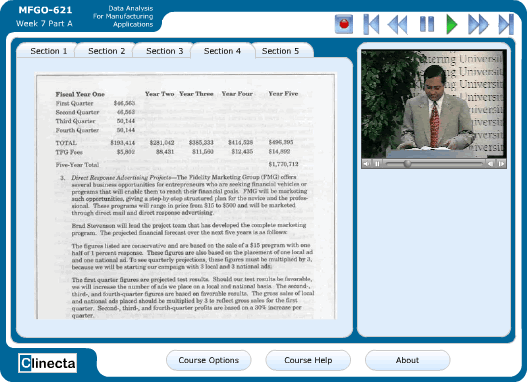 MFGO-621
Week 7 Part A
Data Analysis
For Manufacturing
Applications
Section 1 Section 2 Section 3 Section 4 Section 5
Fiscal Year One Year Two Year Three Year Four Year Five
First Quarter $46,563
Second Quarter 46,563
Third Quarter 50,144
Fourth Quarter 50,144
TOTAL $193,414 $281,042 $385,333 $414,538 $496,395
TFG Fees $5,802 $8,431 $11,560 $12,435 $14,892
Five-Year Total $1,770,712
3. Direct Response Advertising Projects—The Fidelity Marketing Group (FMG) offers
several business opportunities for entrepreneurs who are seeking financial vehicles or
programs that will enable them to reach their financial goals. FMG will be marketing
such opportunities, giving a step-by-step structured plan for the novice and the profes-
sional. These programs will range in price from $15 to $500 and will be marketed
through direct mail and direct response advertising.
Brad Stevenson will lead the project team that has developed the complete marketing
program. The projected financial forecast over the next five years is as follows:
The figures listed are conservative and are based on the sale of a $15 program with one
half of 1 percent response. These figures are also based on the placement of one local ad
and one national ad. To see quarterly projections, these figures must be multiplied by 3,
because we will be starting our campaign with 3 local and 3 national ads.
The first quarter figures are projected test results. Should our test results be favorable,
we will increase the number of ads we place on a local and national basis. The second-,
third-, and fourth-quarter figures are based on favorable results. The gross sales of local
and national ads placed should be multiplied by 3 to reflect gross sales for the first
quarter. Second-, third-, and fourth-quarter profits are based on a 30% increase per
quarter.
Clinecta
Course Options Course Help About